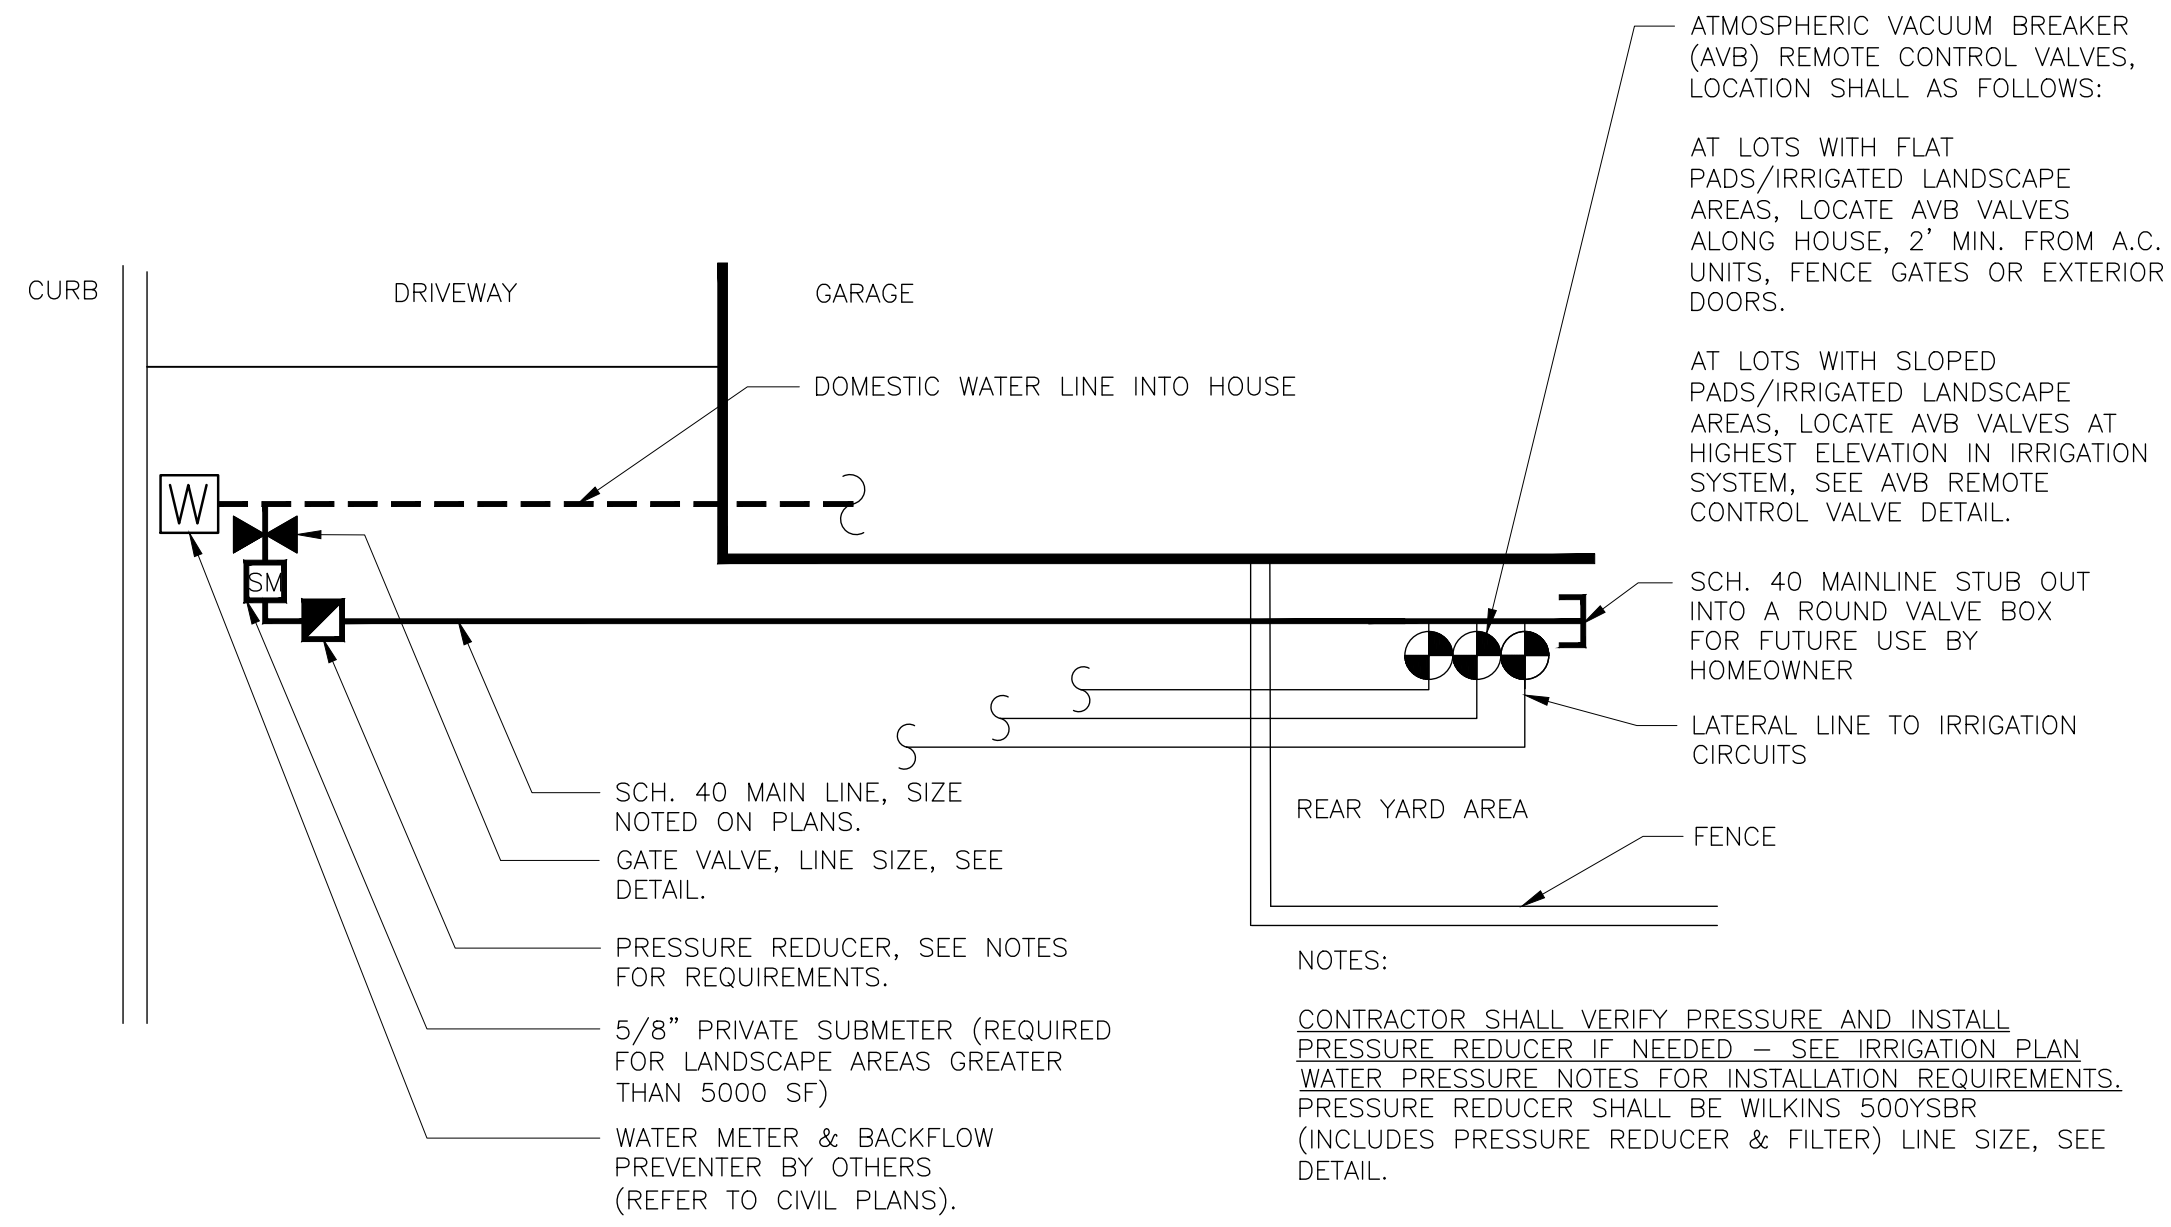 CURB
DRIVEWAY
GARAGE
DOMESTIC WATER LINE INTO HOUSE
W
SM
ATMOSPHERIC VACUUM BREAKER
(AVB) REMOTE CONTROL VALVES,
LOCATION SHALL AS FOLLOWS:
AT LOTS WITH FLAT
PADS/IRRIGATED LANDSCAPE
AREAS, LOCATE AVB VALVES
ALONG HOUSE, 2' MIN. FROM A.C.
UNITS, FENCE GATES OR EXTERIOR
DOORS.
AT LOTS WITH SLOPED
PADS/IRRIGATED LANDSCAPE
AREAS, LOCATE AVB VALVES AT
HIGHEST ELEVATION IN IRRIGATION
SYSTEM, SEE AVB REMOTE
CONTROL VALVE DETAIL.
SCH. 40 MAINLINE STUB OUT
INTO A ROUND VALVE BOX
FOR FUTURE USE BY
HOMEOWNER
LATERAL LINE TO IRRIGATION
CIRCUITS
REAR YARD AREA
FENCE
SCH. 40 MAIN LINE, SIZE
NOTED ON PLANS.
GATE VALVE, LINE SIZE, SEE
DETAIL.
PRESSURE REDUCER, SEE NOTES
FOR REQUIREMENTS.
5/8" PRIVATE SUBMETER (REQUIRED
FOR LANDSCAPE AREAS GREATER
THAN 5000 SF)
WATER METER & BACKFLOW
PREVENTER BY OTHERS
(REFER TO CIVIL PLANS).
NOTES:
CONTRACTOR SHALL VERIFY PRESSURE AND INSTALL
PRESSURE REDUCER IF NEEDED – SEE IRRIGATION PLAN
WATER PRESSURE NOTES FOR INSTALLATION REQUIREMENTS.
PRESSURE REDUCER SHALL BE WILKINS 500YSBR
(INCLUDES PRESSURE REDUCER & FILTER) LINE SIZE, SEE
DETAIL.